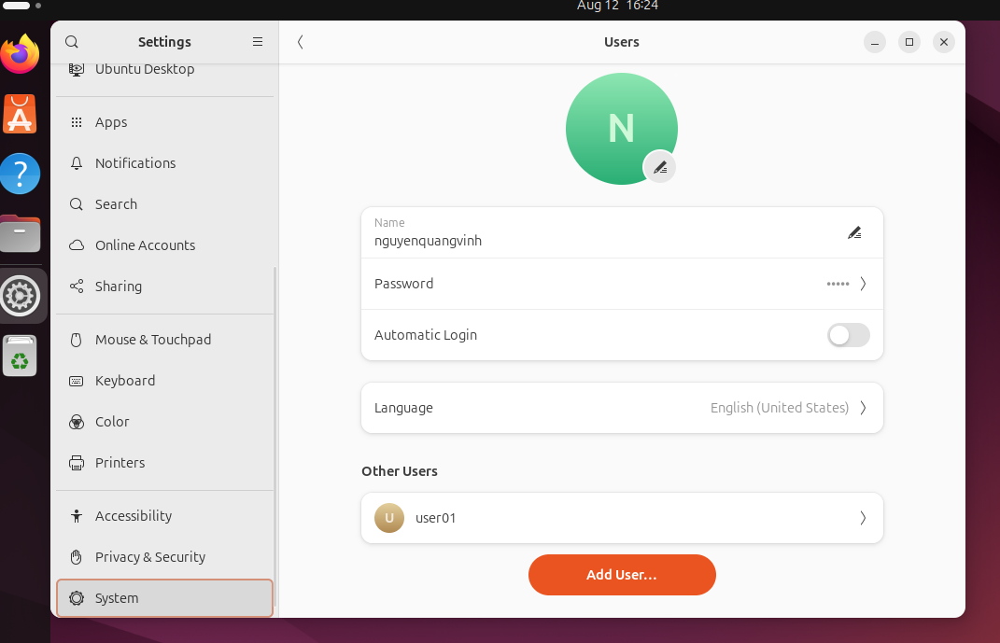 Aug 12 16:24
Settings
Users
Ubuntu Desktop
Apps
Notifications
Search
Online Accounts
Sharing
Mouse & Touchpad
Keyboard
Color
Printers
Accessibility
Privacy & Security
System
N
Name
nguyenquangvinh
Password
•••••
Automatic Login
Language
English (United States)
Other Users
U
user01
Add User...